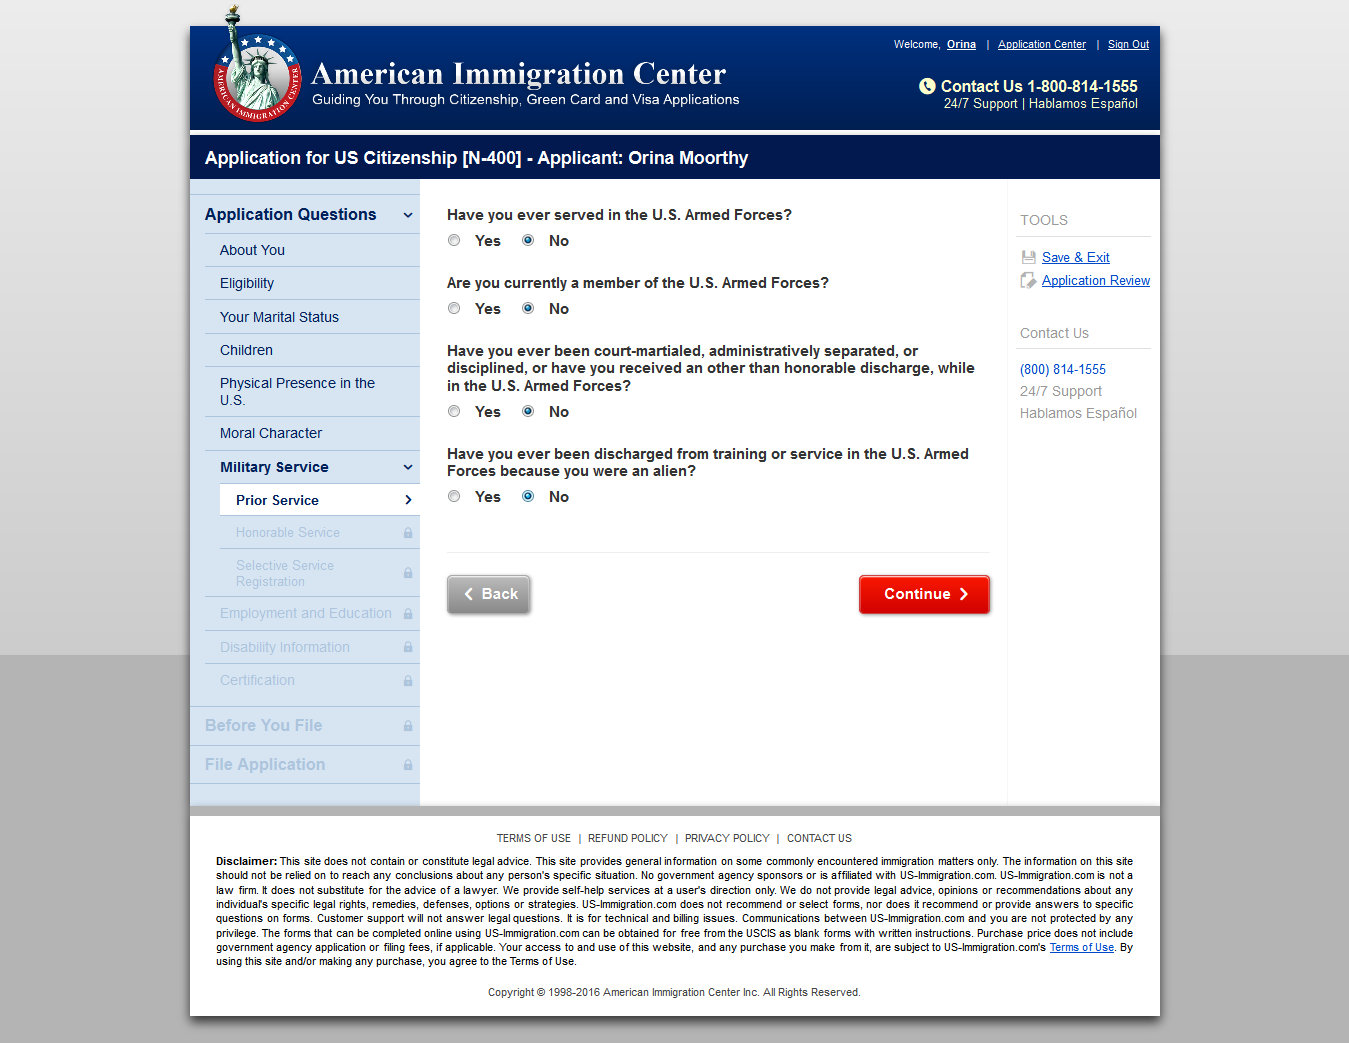 Welcome, Orina | Application Center | Sign Out
AMERICAN IMMIGRATION CENTER
American Immigration Center
Guiding You Through Citizenship, Green Card and Visa Applications
Contact Us 1-800-814-1555
24/7 Support | Hablamos Español
Application for US Citizenship [N-400] - Applicant: Orina Moorthy
Application Questions
About You
Eligibility
Your Marital Status
Children
Physical Presence in the
U.S.
Moral Character
Military Service
Prior Service
Honorable Service
Selective Service
Registration
Employment and Education
Disability Information
Certification
Before You File
File Application
Have you ever served in the U.S. Armed Forces?
Yes No
Are you currently a member of the U.S. Armed Forces?
Yes No
Have you ever been court-martialed, administratively separated, or
disciplined, or have you received an other than honorable discharge, while
in the U.S. Armed Forces?
Yes No
Have you ever been discharged from training or service in the U.S. Armed
Forces because you were an alien?
Yes No
Back
Continue
TOOLS
Save & Exit
Application Review
Contact Us
(800) 814-1555
24/7 Support
Hablamos Español
TERMS OF USE | REFUND POLICY | PRIVACY POLICY | CONTACT US
Disclaimer: This site does not contain or constitute legal advice. This site provides general information on some commonly encountered immigration matters only. The information on this site
should not be relied on to reach any conclusions about any person's specific situation. No government agency sponsors or is affiliated with US-Immigration.com. US-Immigration.com is not a
law firm. It does not substitute for the advice of a lawyer. We provide self-help services at a user's direction only. We do not provide legal advice, opinions or recommendations about any
individual's specific legal rights, remedies, defenses, options or strategies. US-Immigration.com does not recommend or select forms, nor does it recommend or provide answers to specific
questions on forms. Customer support will not answer legal questions. It is for technical and billing issues. Communications between US-Immigration.com and you are not protected by any
privilege. The forms that can be completed online using US-Immigration.com can be obtained for free from the USCIS as blank forms with written instructions. Purchase price does not include
government agency application or filing fees, if applicable. Your access to and use of this website, and any purchase you make from it, are subject to US-Immigration.com's Terms of Use. By
using this site and/or making any purchase, you agree to the Terms of Use.
Copyright © 1998-2016 American Immigration Center Inc. All Rights Reserved.